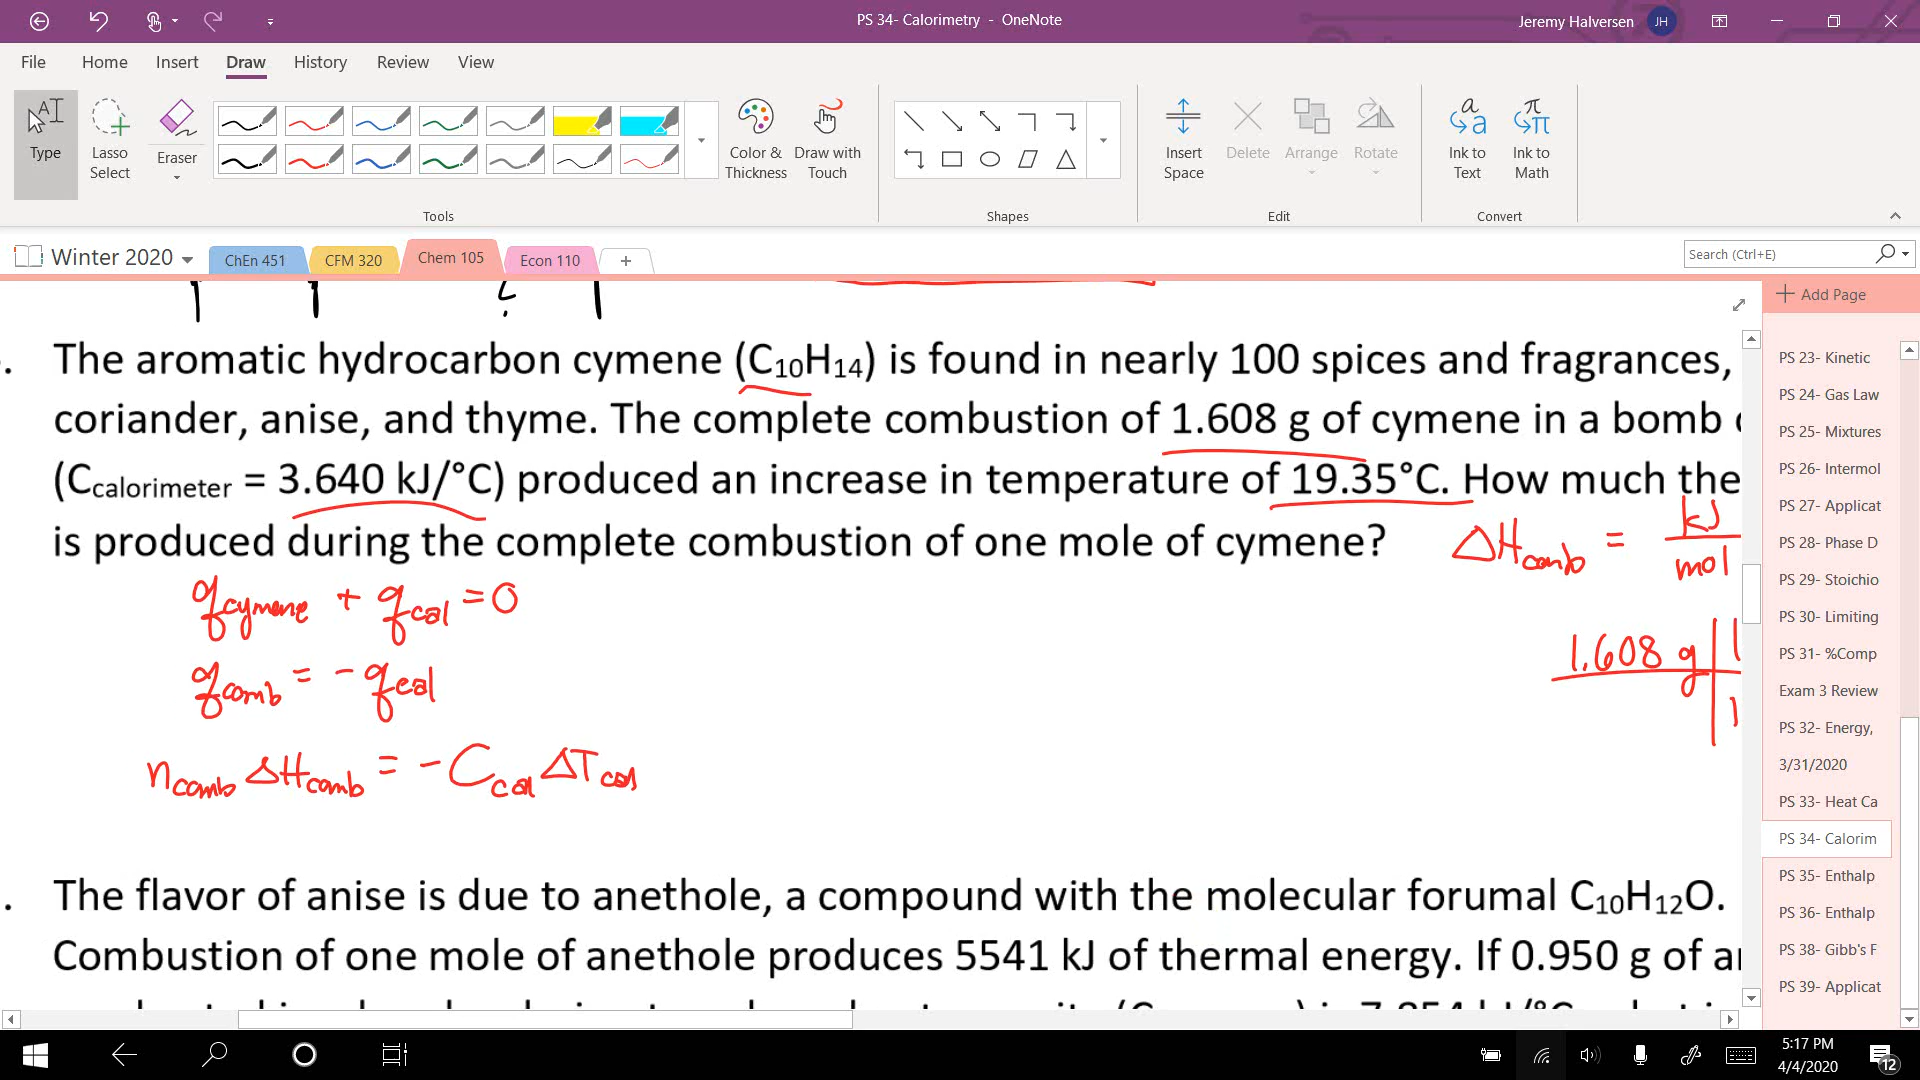 PS 34- Calorimetry - OneNote
Jeremy Halversen JH
File Home Insert Draw History Review View
Type
Lasso Select
Eraser
Color & Thickness
Draw with Touch
Insert Space
Delete
Arrange
Rotate
Ink to Text
Ink to Math
Tools
Shapes
Edit
Convert
Winter 2020
ChEn 451
CFM 320
Chem 105
Econ 110
Search (Ctrl+E)
Add Page
The aromatic hydrocarbon cymene (C₁₀H₁₄) is found in nearly 100 spices and fragrances,
coriander, anise, and thyme. The complete combustion of 1.608 g of cymene in a bomb
(Ccalorimeter = 3.640 kJ/°C) produced an increase in temperature of 19.35°C. How much the
is produced during the complete combustion of one mole of cymene?
ΔHcomb = kJ/mol
qcymene + qcal = 0
1.608 g
qcomb = -qcal
ncomb ΔHcomb = -Ccal ΔTcal
The flavor of anise is due to anethole, a compound with the molecular forumal C₁₀H₁₂O.
Combustion of one mole of anethole produces 5541 kJ of thermal energy. If 0.950 g of
PS 23- Kinetic
PS 24- Gas Law
PS 25- Mixtures
PS 26- Intermol
PS 27- Applicat
PS 28- Phase D
PS 29- Stoichio
PS 30- Limiting
PS 31- %Comp
Exam 3 Review
PS 32- Energy,
3/31/2020
PS 33- Heat Ca
PS 34- Calorim
PS 35- Enthalp
PS 36- Enthalp
PS 38- Gibb's F
PS 39- Applicat
5:17 PM
4/4/2020
12